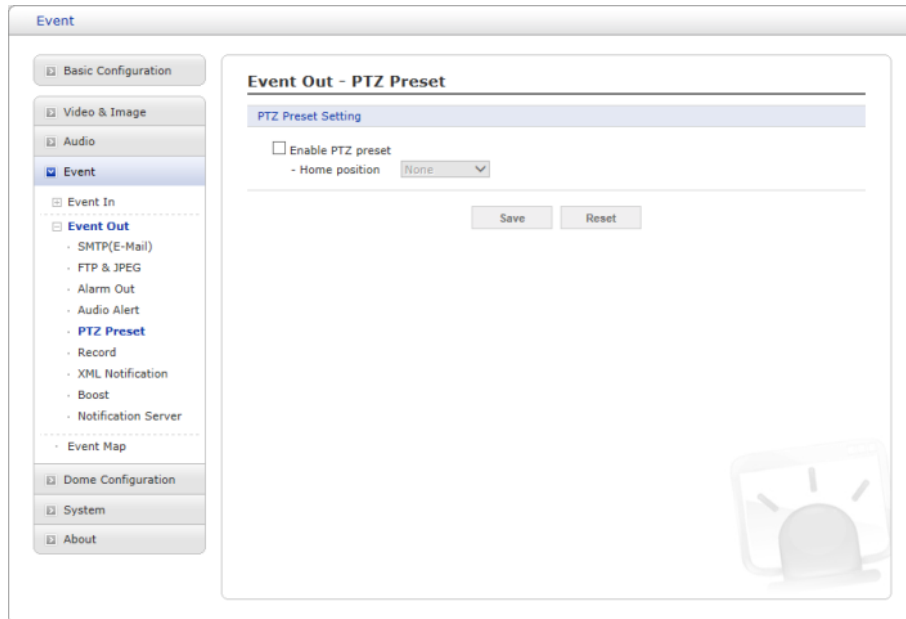 Event
Basic Configuration
Video & Image
Audio
Event
Event In
Event Out
SMTP(E-Mail)
FTP & JPEG
Alarm Out
Audio Alert
PTZ Preset
Record
XML Notification
Boost
Notification Server
Event Map
Dome Configuration
System
About
Event Out - PTZ Preset
PTZ Preset Setting
Enable PTZ preset
- Home position None
Save Reset